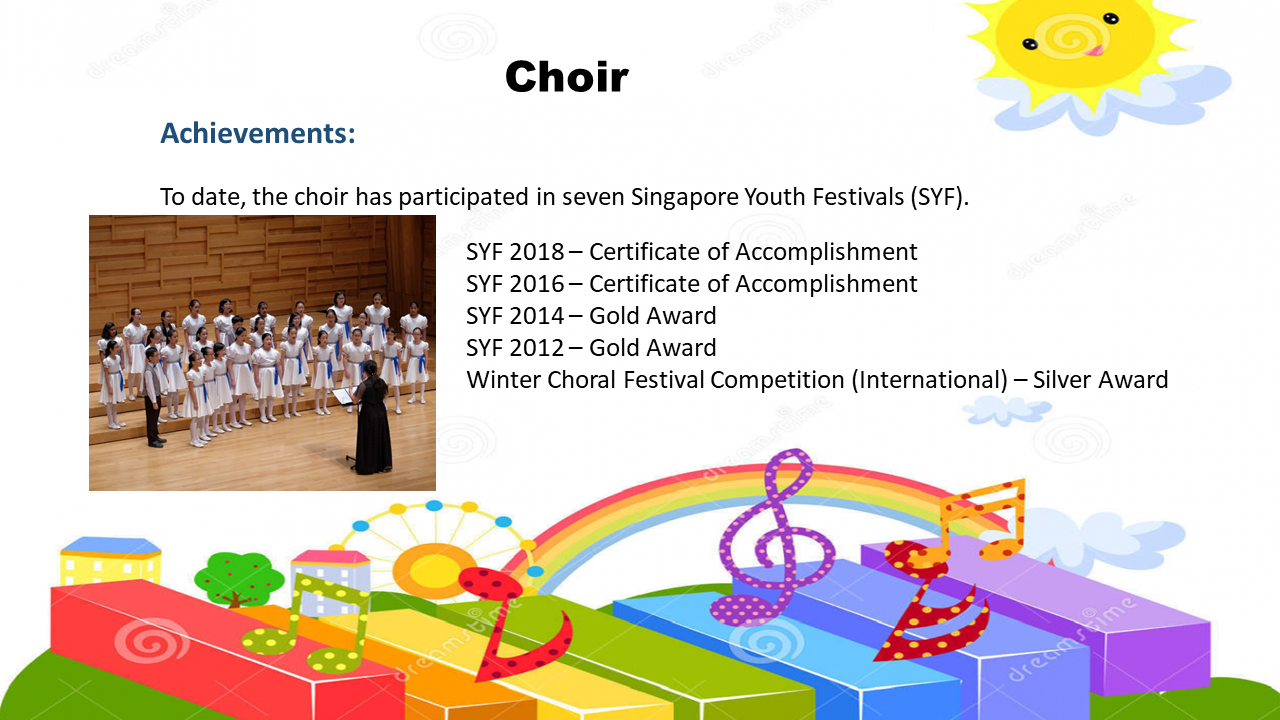 Choir
Achievements:
To date, the choir has participated in seven Singapore Youth Festivals (SYF).
SYF 2018 – Certificate of Accomplishment
SYF 2016 – Certificate of Accomplishment
SYF 2014 – Gold Award
SYF 2012 – Gold Award
Winter Choral Festival Competition (International) – Silver Award
dreamstime
dreamstime
dreamstime
dreamstime
dreamstime
dreamstime